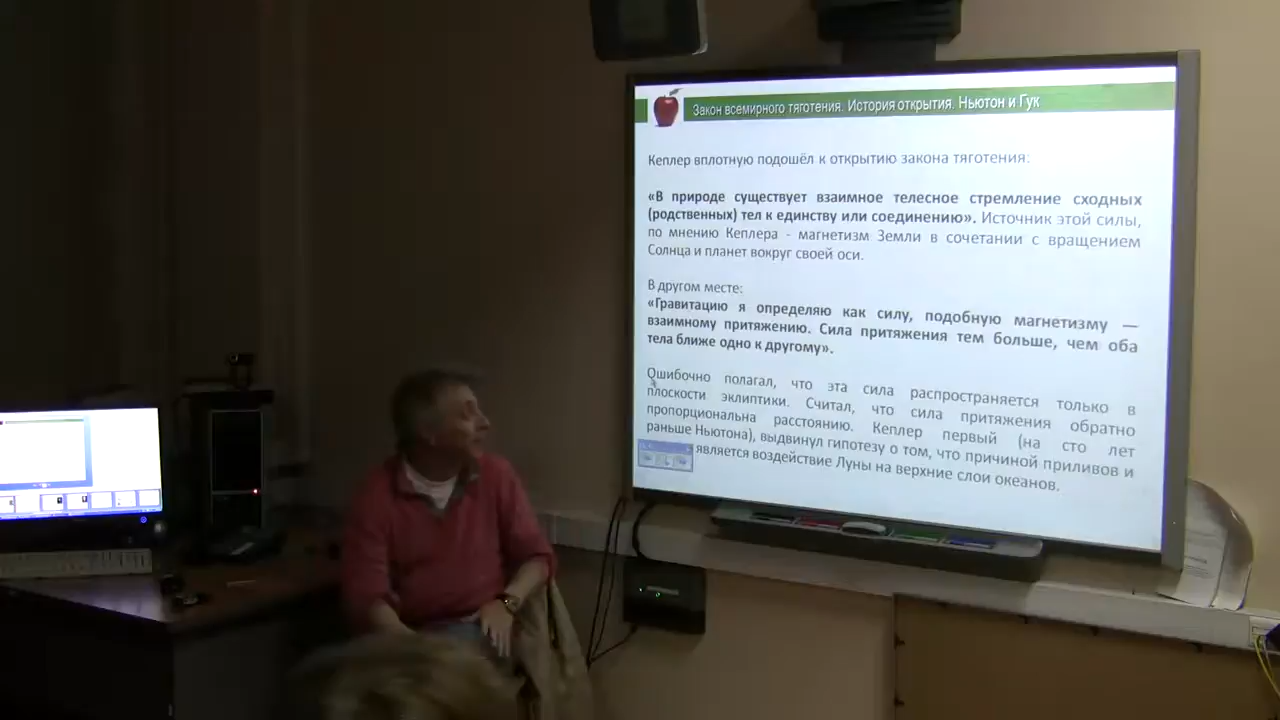 Закон всемирного тяготения. История открытия. Ньютон и Гук
Кеплер вплотную подошёл к открытию закона тяготения:
«В природе существует взаимное телесное стремление сходных
(родственных) тел к единству или соединению». Источник этой силы,
по мнению Кеплера - магнетизм Земли в сочетании с вращением
Солнца и планет вокруг своей оси.
В другом месте:
«Гравитацию я определяю как силу, подобную магнетизму —
взаимному притяжению. Сила притяжения тем больше, чем оба
тела ближе одно к другому».
Ошибочно полагал, что эта сила распространяется только в
плоскости эклиптики. Считал, что сила притяжения обратно
пропорциональна расстоянию. Кеплер первый (на сто лет
раньше Ньютона), выдвинул гипотезу о том, что причиной приливов и
является воздействие Луны на верхние слои океанов.